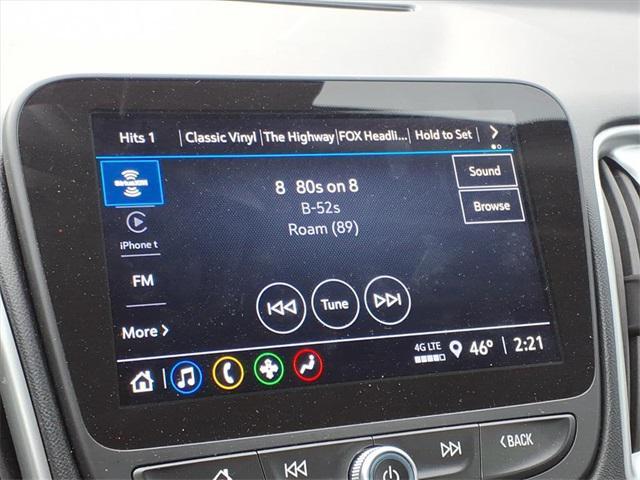 Hits 1 Classic Vinyl The Highway FOX Headli... Hold to Set
SiriusXM
8 80s on 8
Sound
B-52s
Browse
Roam (89)
iPhone t
FM
Tune
More
4G LTE
46° 2:21
BACK